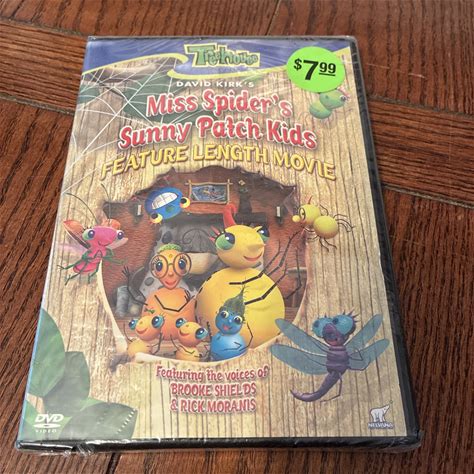 Treehouse
$7.99
DAVID KIRK'S
Miss Spider's
Sunny Patch Kids
FEATURE LENGTH MOVIE
Featuring the voices of
BROOKE SHIELDS
& RICK MORANIS
DVD
VIDEO
NELVANA